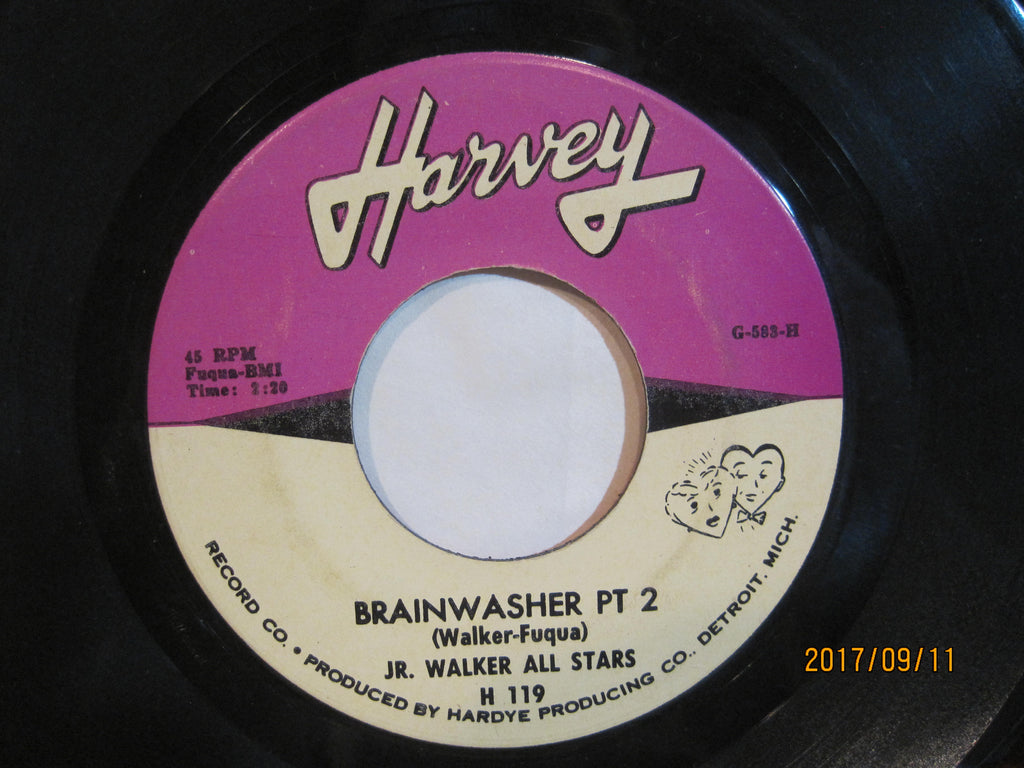 Harvey
45 RPM
Fuqua-BMI
Time: 2:20
G-583-H
BRAINWASHER PT 2
(Walker-Fuqua)
JR. WALKER ALL STARS
H 119
RECORD CO. • PRODUCED BY HARDYE PRODUCING CO., DETROIT, MICH.
2017/09/11